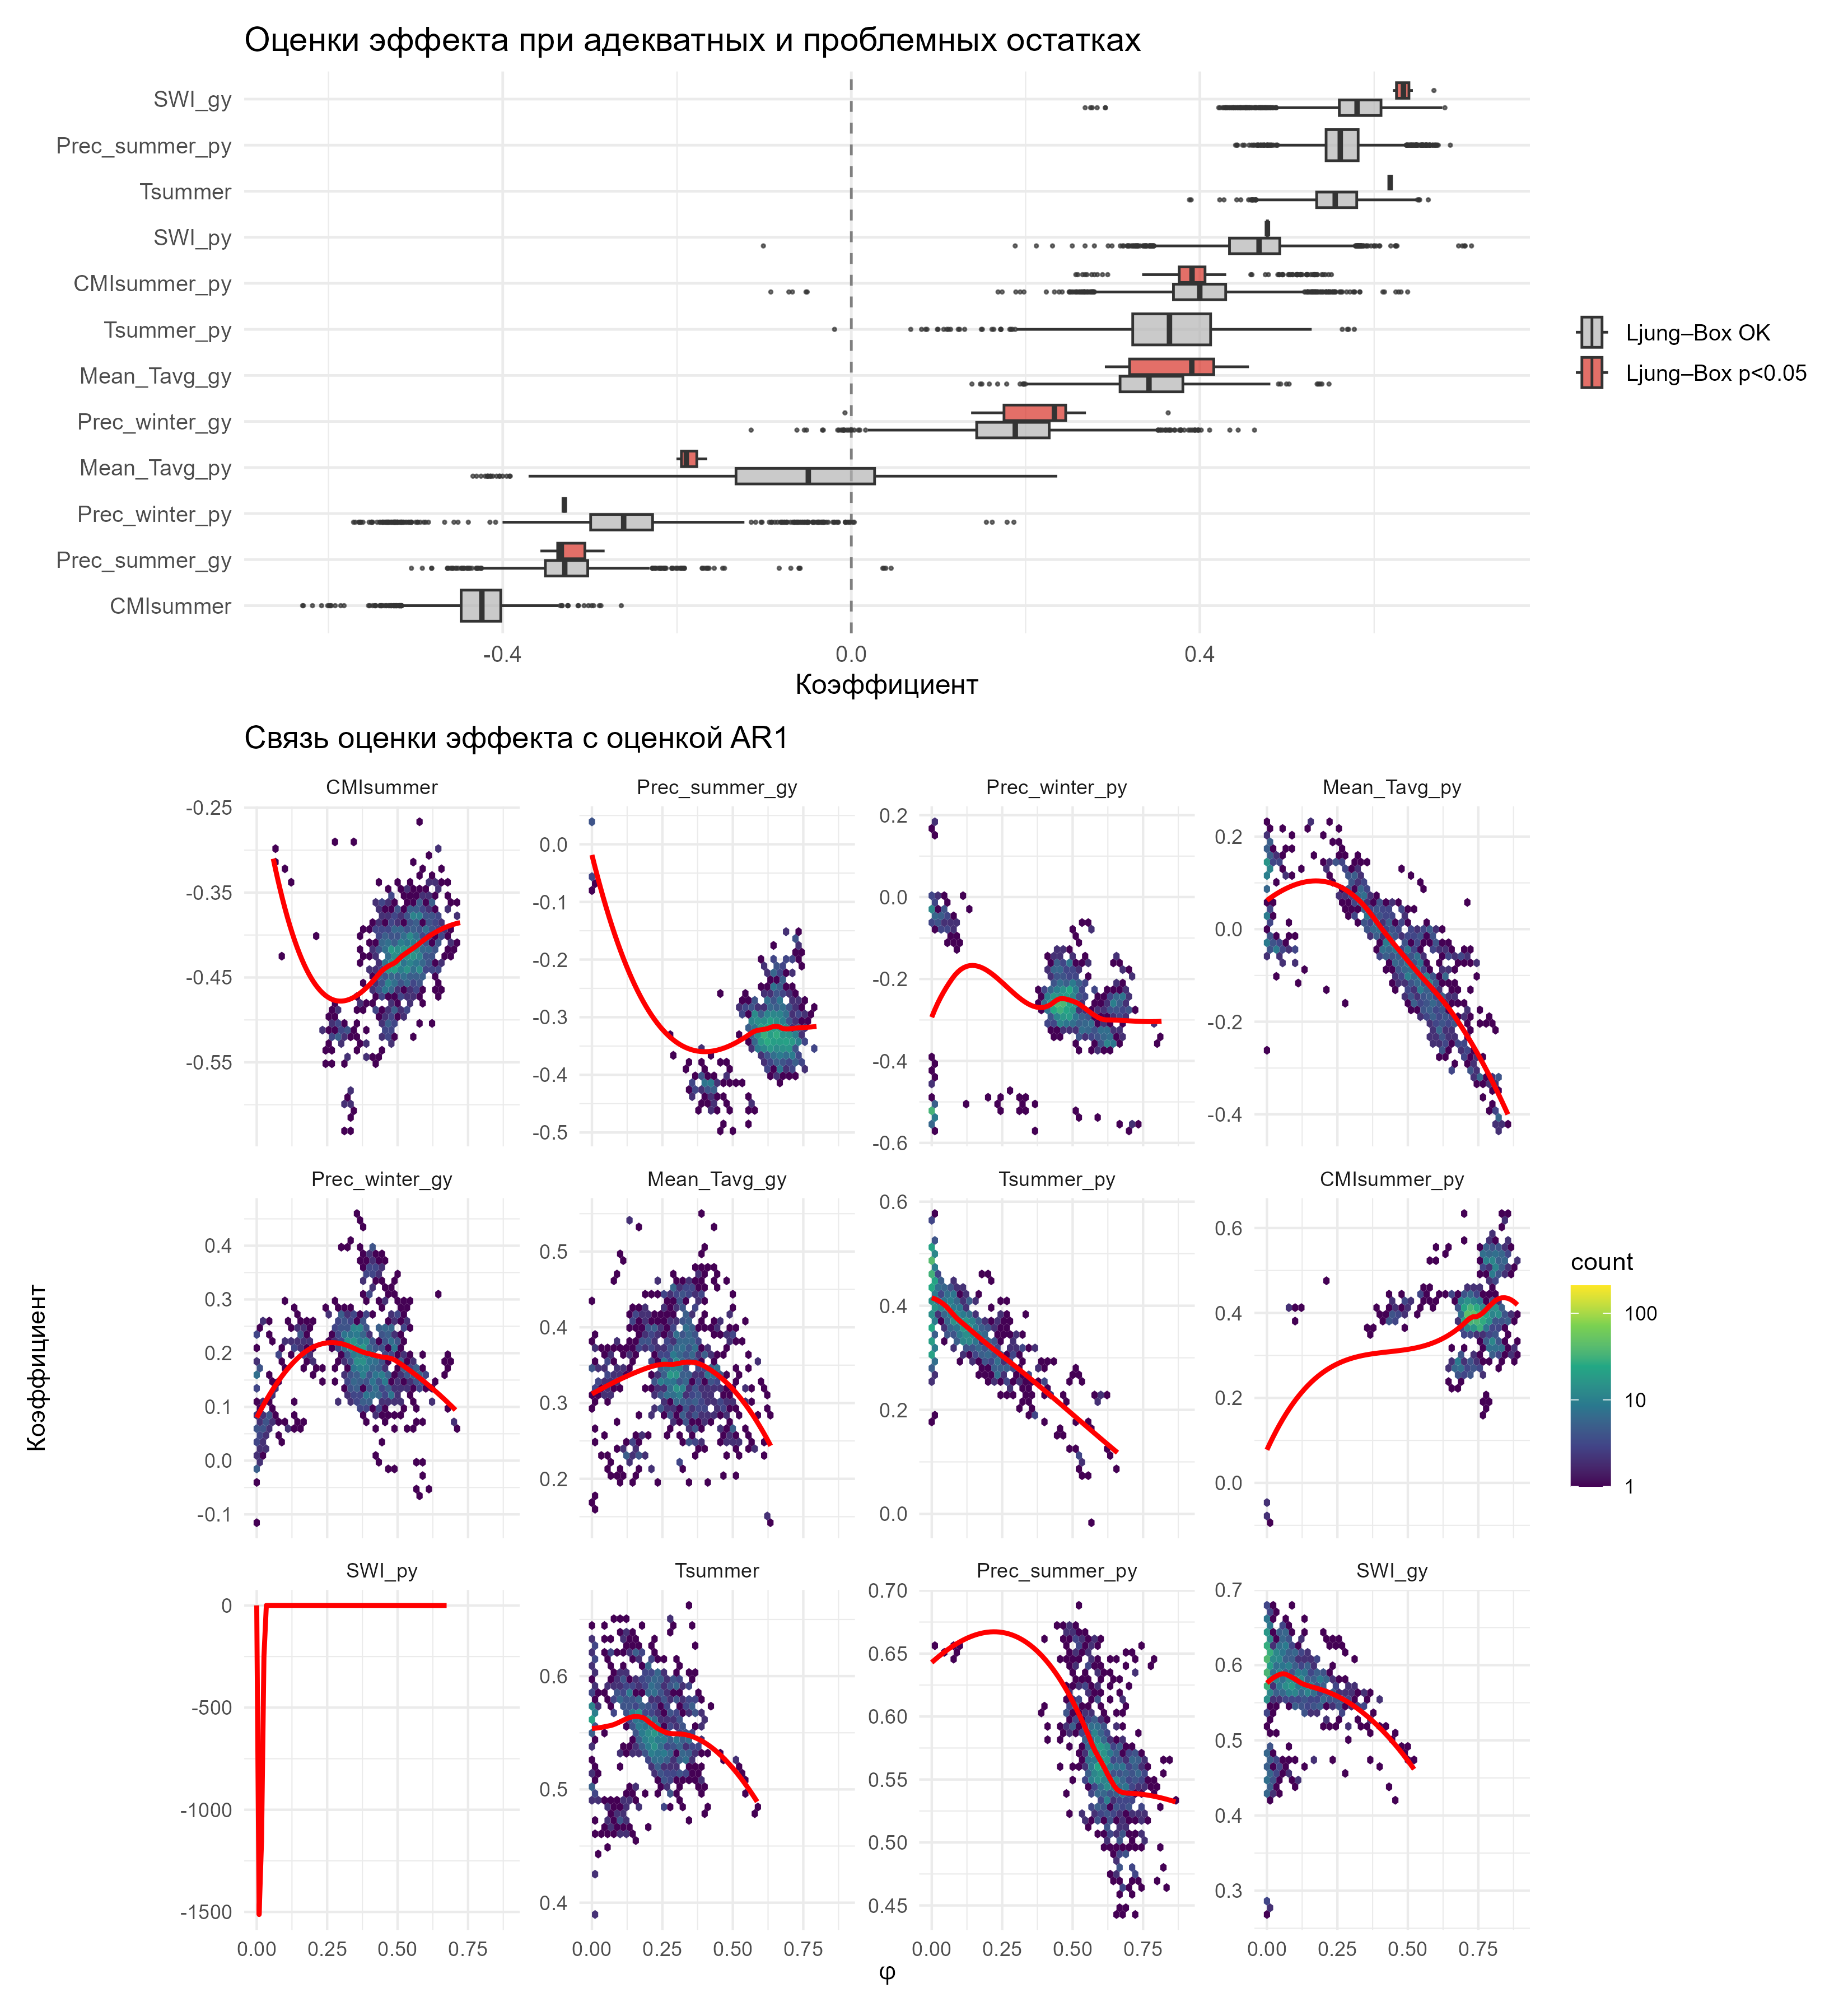 Оценки эффекта при адекватных и проблемных остатках
SWI_gy
Prec_summer_py
Tsummer
SWI_py
CMIsummer_py
Tsummer_py
Mean_Tavg_gy
Prec_winter_gy
Mean_Tavg_py
Prec_winter_py
Prec_summer_gy
CMIsummer
-0.4 0.0 0.4
Коэффициент
Ljung–Box OK
Ljung–Box p<0.05
Связь оценки эффекта с оценкой AR1
CMIsummer Prec_summer_gy Prec_winter_py Mean_Tavg_py
-0.25
-0.35
-0.45
-0.55
0.0
-0.1
-0.2
-0.3
-0.4
-0.5
0.2
0.0
-0.2
-0.4
-0.6
0.2
0.0
-0.2
-0.4
Prec_winter_gy Mean_Tavg_gy Tsummer_py CMIsummer_py
0.4
0.3
0.2
0.1
0.0
-0.1
0.5
0.4
0.3
0.2
0.6
0.4
0.2
0.0
0.6
0.4
0.2
0.0
SWI_py Tsummer Prec_summer_py SWI_gy
0
-500
-1000
-1500
0.6
0.5
0.4
0.70
0.65
0.60
0.55
0.50
0.45
0.7
0.6
0.5
0.4
0.3
0.00 0.25 0.50 0.75 0.00 0.25 0.50 0.75 0.00 0.25 0.50 0.75 0.00 0.25 0.50 0.75
φ
Коэффициент
count
100
10
1